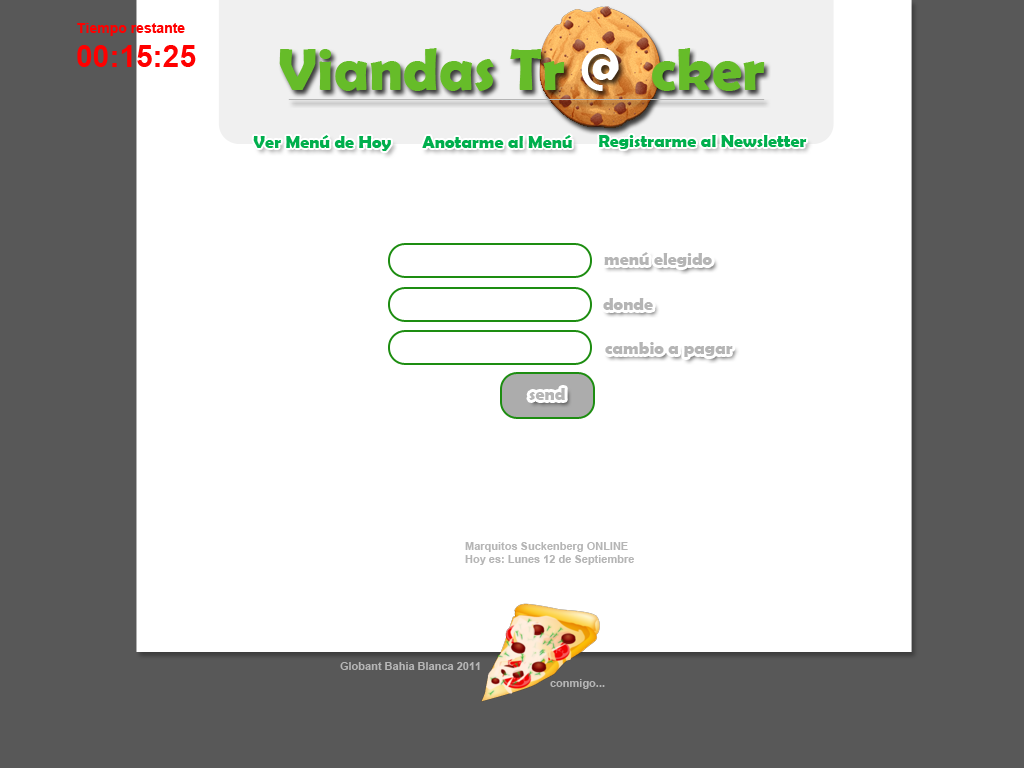 Tiempo restante
00:15:25
Viandas Tr@cker
Ver Menú de Hoy
Anotarme al Menú
Registrarme al Newsletter
menú elegido
donde
cambio a pagar
send
Marquitos Suckenberg ONLINE
Hoy es: Lunes 12 de Septiembre
Globant Bahia Blanca 2011
conmigo...